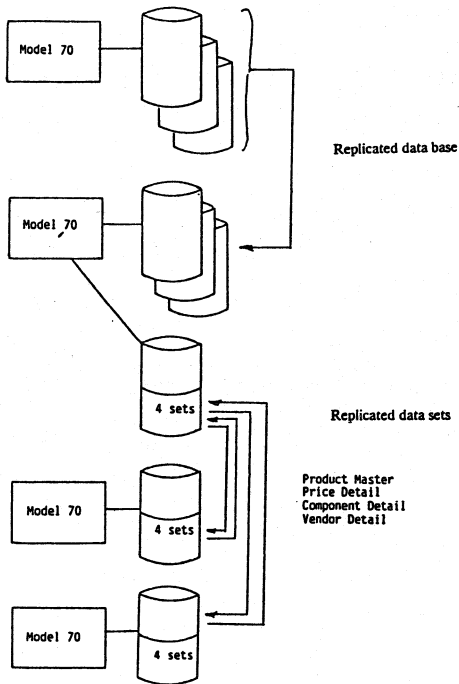 Model 70
Replicated data base
Model 70
4 sets
Replicated data sets
Product Master
Price Detail
Component Detail
Vendor Detail
Model 70
4 sets
Model 70
4 sets